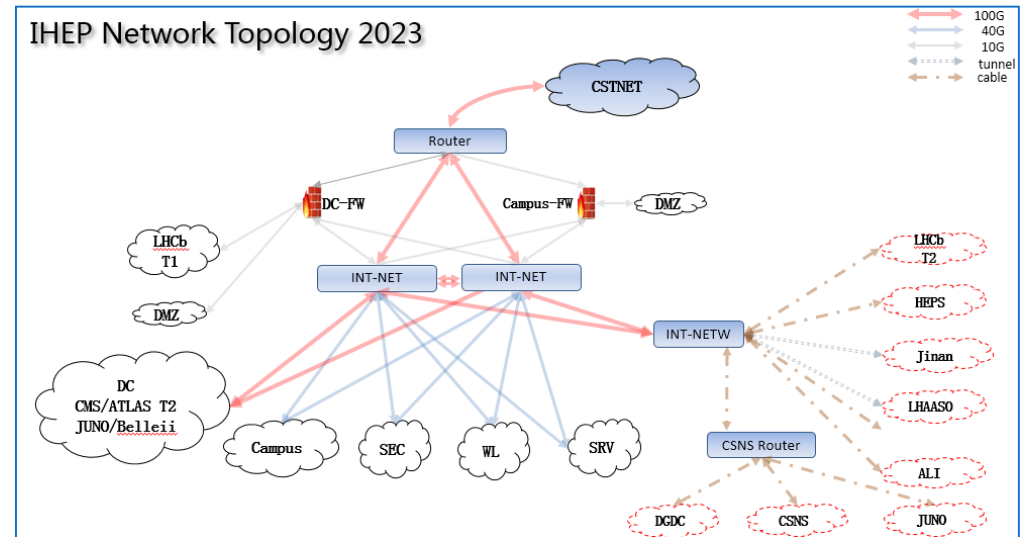 IHEP Network Topology 2023
100G
40G
10G
tunnel
cable
CSTNET
Router
DC-FW
Campus-FW
DMZ
LHCb
T1
DMZ
INT-NET
INT-NET
INT-NETW
LHCb
T2
HEPS
Jinan
LHAASO
ALI
DC
CMS/ATLAS T2
JUNO/Belleii
Campus
SEC
WL
SRV
CSNS Router
DGDC
CSNS
JUNO